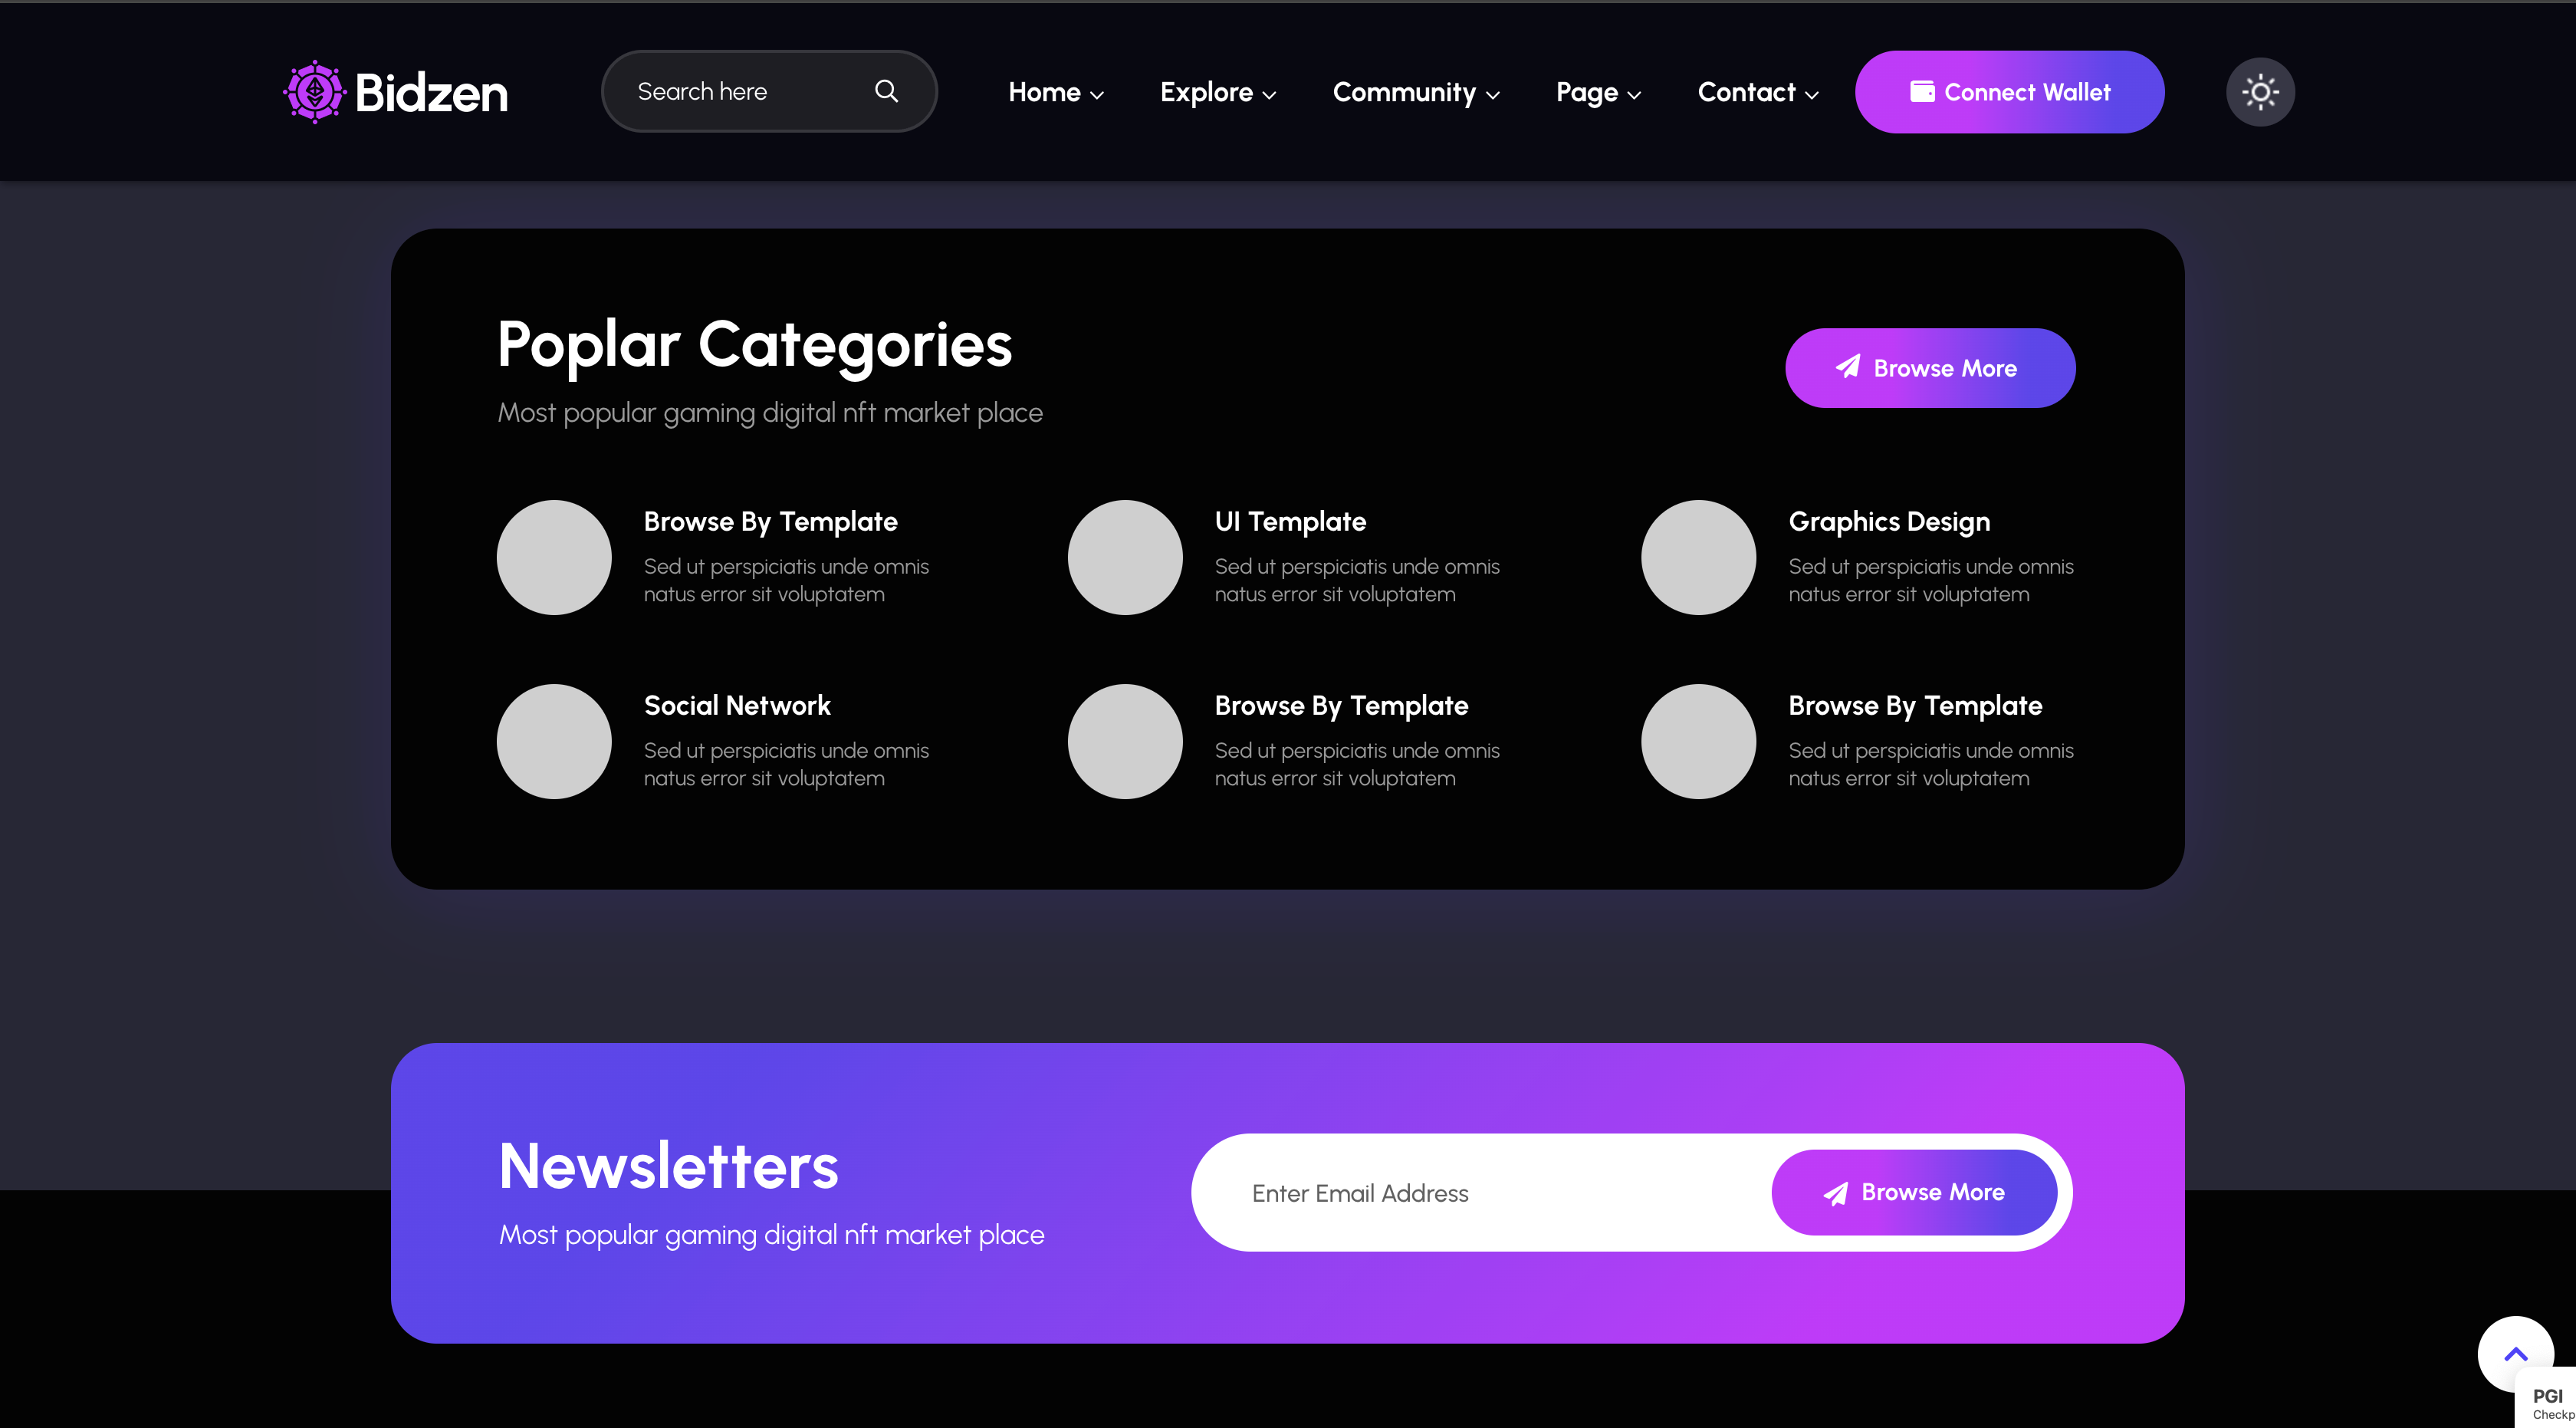 Bidzen
Search here
Home
Explore
Community
Page
Contact
Connect Wallet
Poplar Categories
Most popular gaming digital nft market place
Browse More
Browse By Template
Sed ut perspiciatis unde omnis
natus error sit voluptatem
UI Template
Sed ut perspiciatis unde omnis
natus error sit voluptatem
Graphics Design
Sed ut perspiciatis unde omnis
natus error sit voluptatem
Social Network
Sed ut perspiciatis unde omnis
natus error sit voluptatem
Browse By Template
Sed ut perspiciatis unde omnis
natus error sit voluptatem
Browse By Template
Sed ut perspiciatis unde omnis
natus error sit voluptatem
Newsletters
Most popular gaming digital nft market place
Enter Email Address
Browse More
PGI